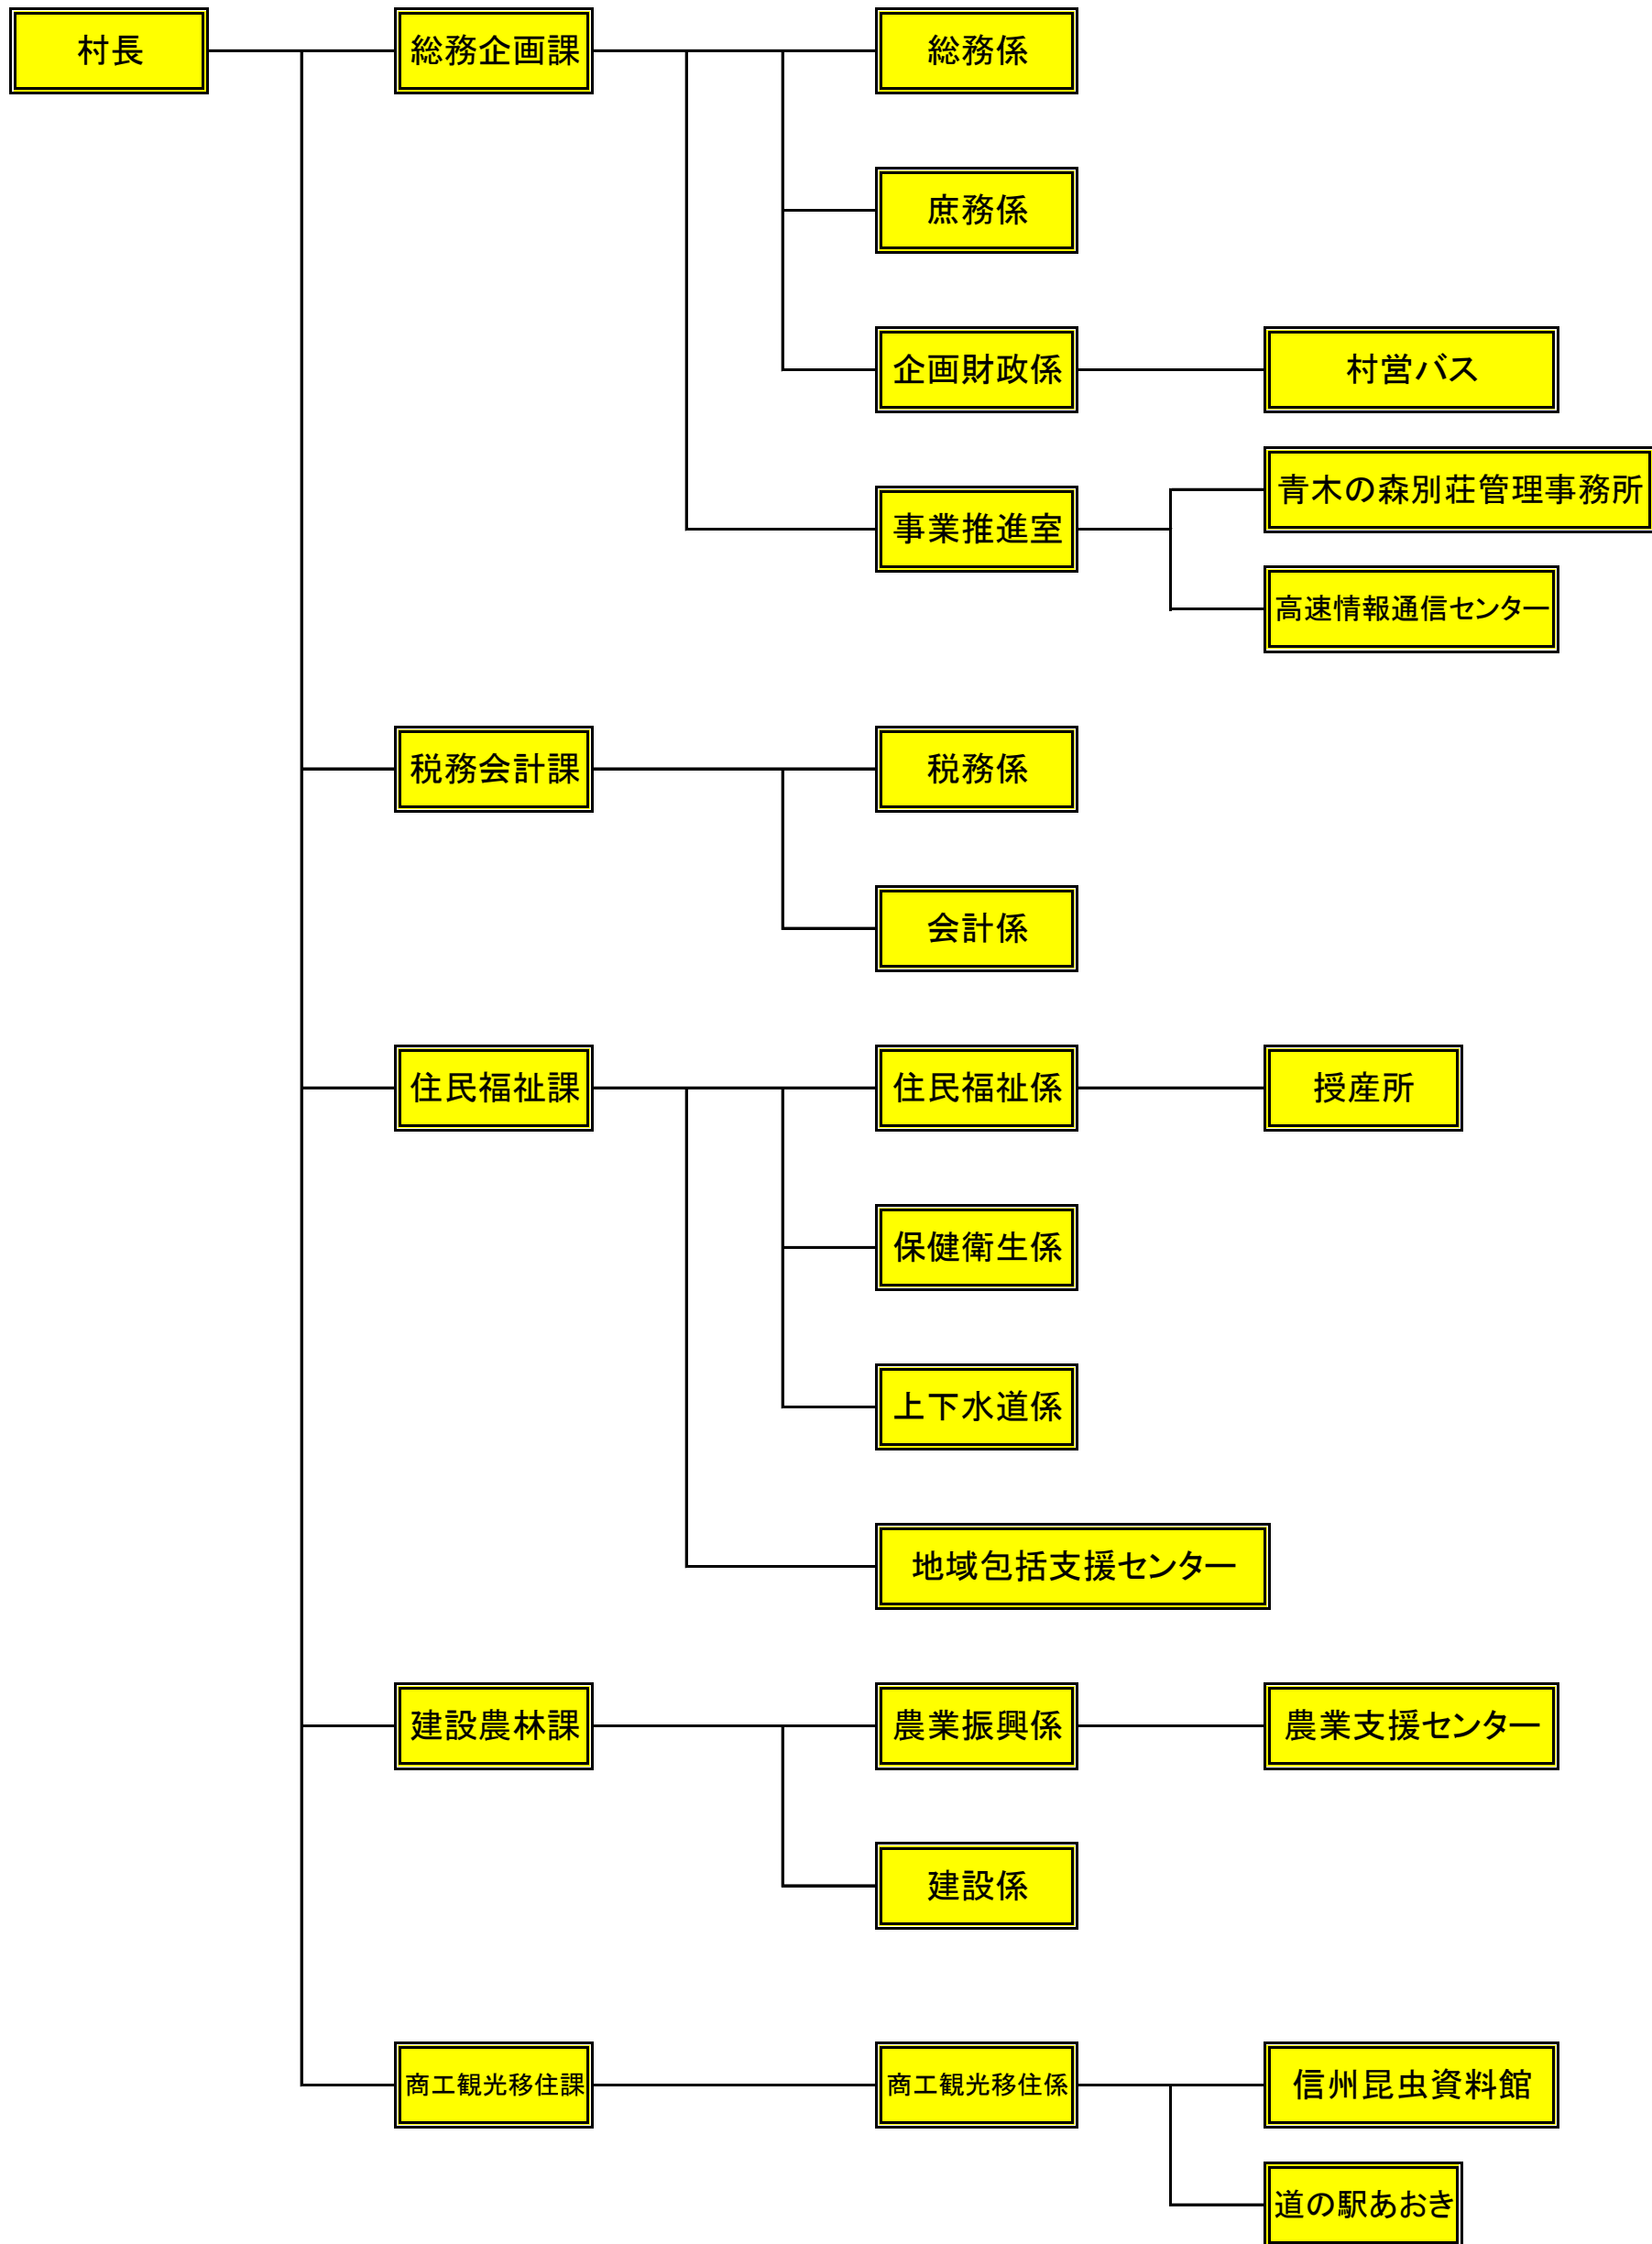 村長
総務企画課
総務係
庶務係
企画財政係
村営バス
事業推進室
青木の森別荘管理事務所
高速情報通信センター
税務会計課
税務係
会計係
住民福祉課
住民福祉係
授産所
保健衛生係
上下水道係
地域包括支援センター
建設農林課
農業振興係
農業支援センター
建設係
商工観光移住課
商工観光移住係
信州昆虫資料館
道の駅あおき